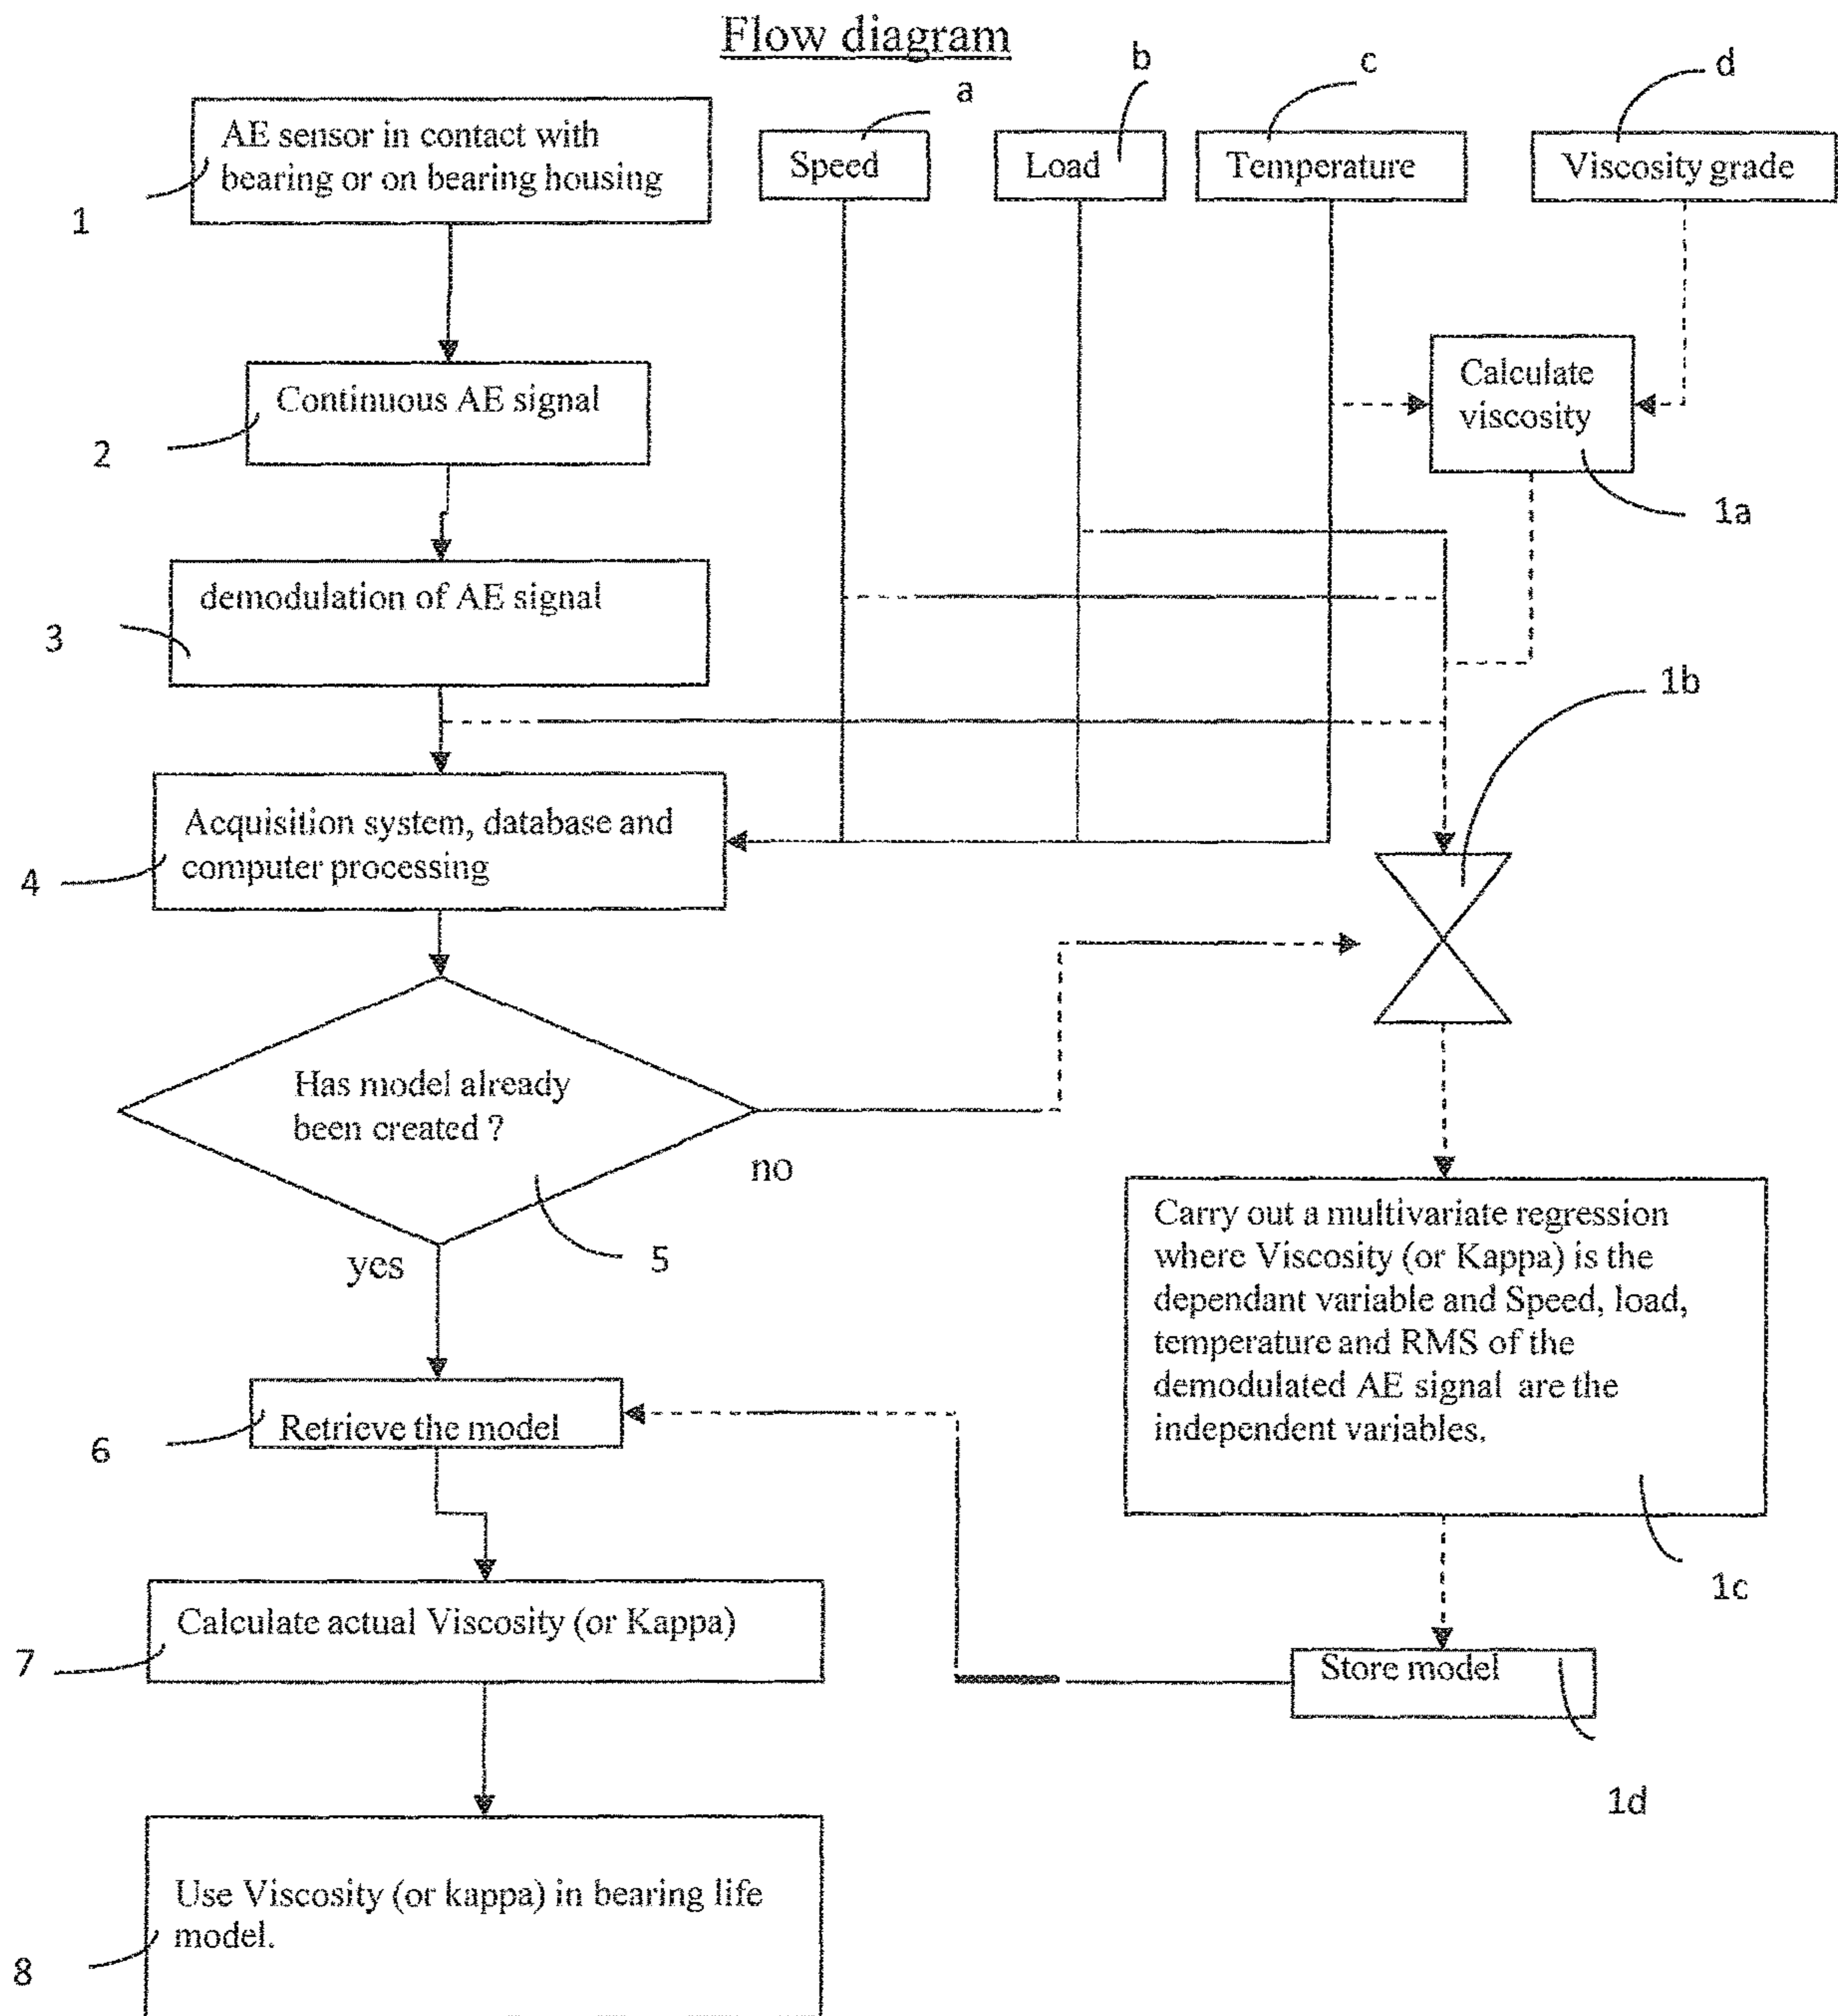 Flow diagram
a
b
c
d
AE sensor in contact with
bearing or on bearing housing
1
Speed
Load
Temperature
Viscosity grade
Calculate
viscosity
1a
Continuous AE signal
2
demodulation of AE signal
3
1b
Acquisition system, database and
computer processing
4
Has model already
been created ?
no
yes
5
Carry out a multivariate regression
where Viscosity (or Kappa) is the
dependant variable and Speed, load,
temperature and RMS of the
demodulated AE signal are the
independent variables.
1c
Retrieve the model
6
Calculate actual Viscosity (or Kappa)
7
Store model
1d
Use Viscosity (or kappa) in bearing life
model.
8